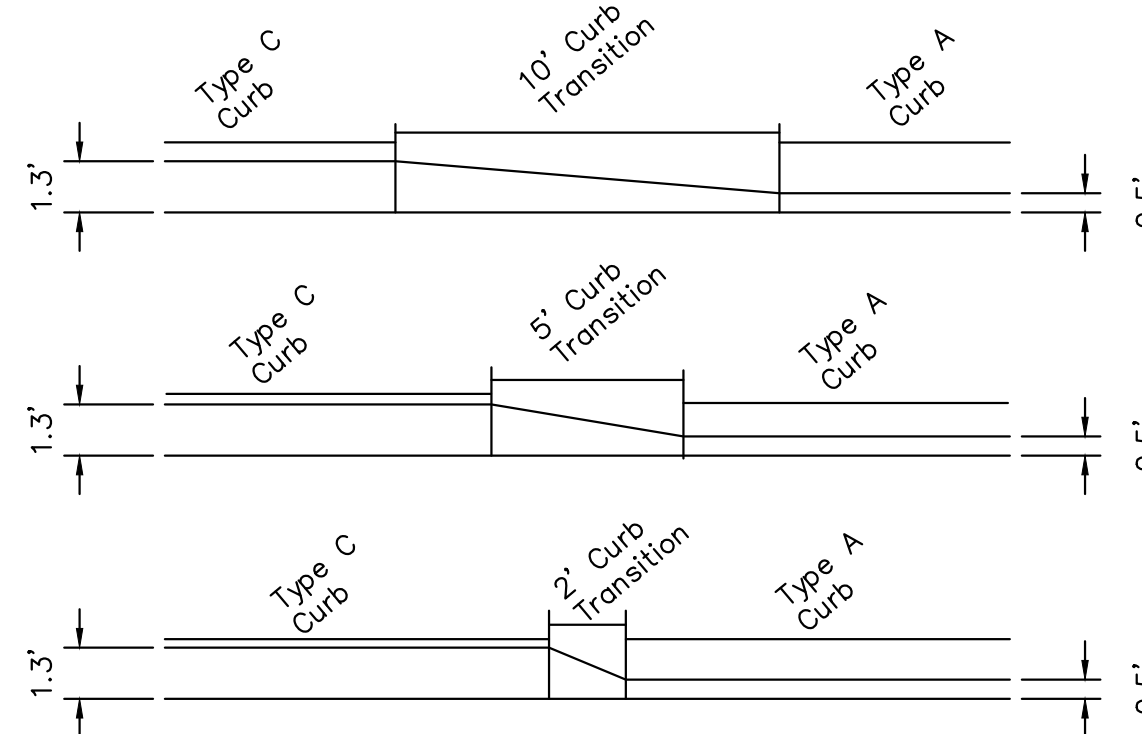 Type C
Curb
10' Curb
Transition
Type A
Curb
1.3'
Type C
Curb
5' Curb
Transition
Type A
Curb
1.3'
Type C
Curb
2' Curb
Transition
Type A
Curb
1.3'